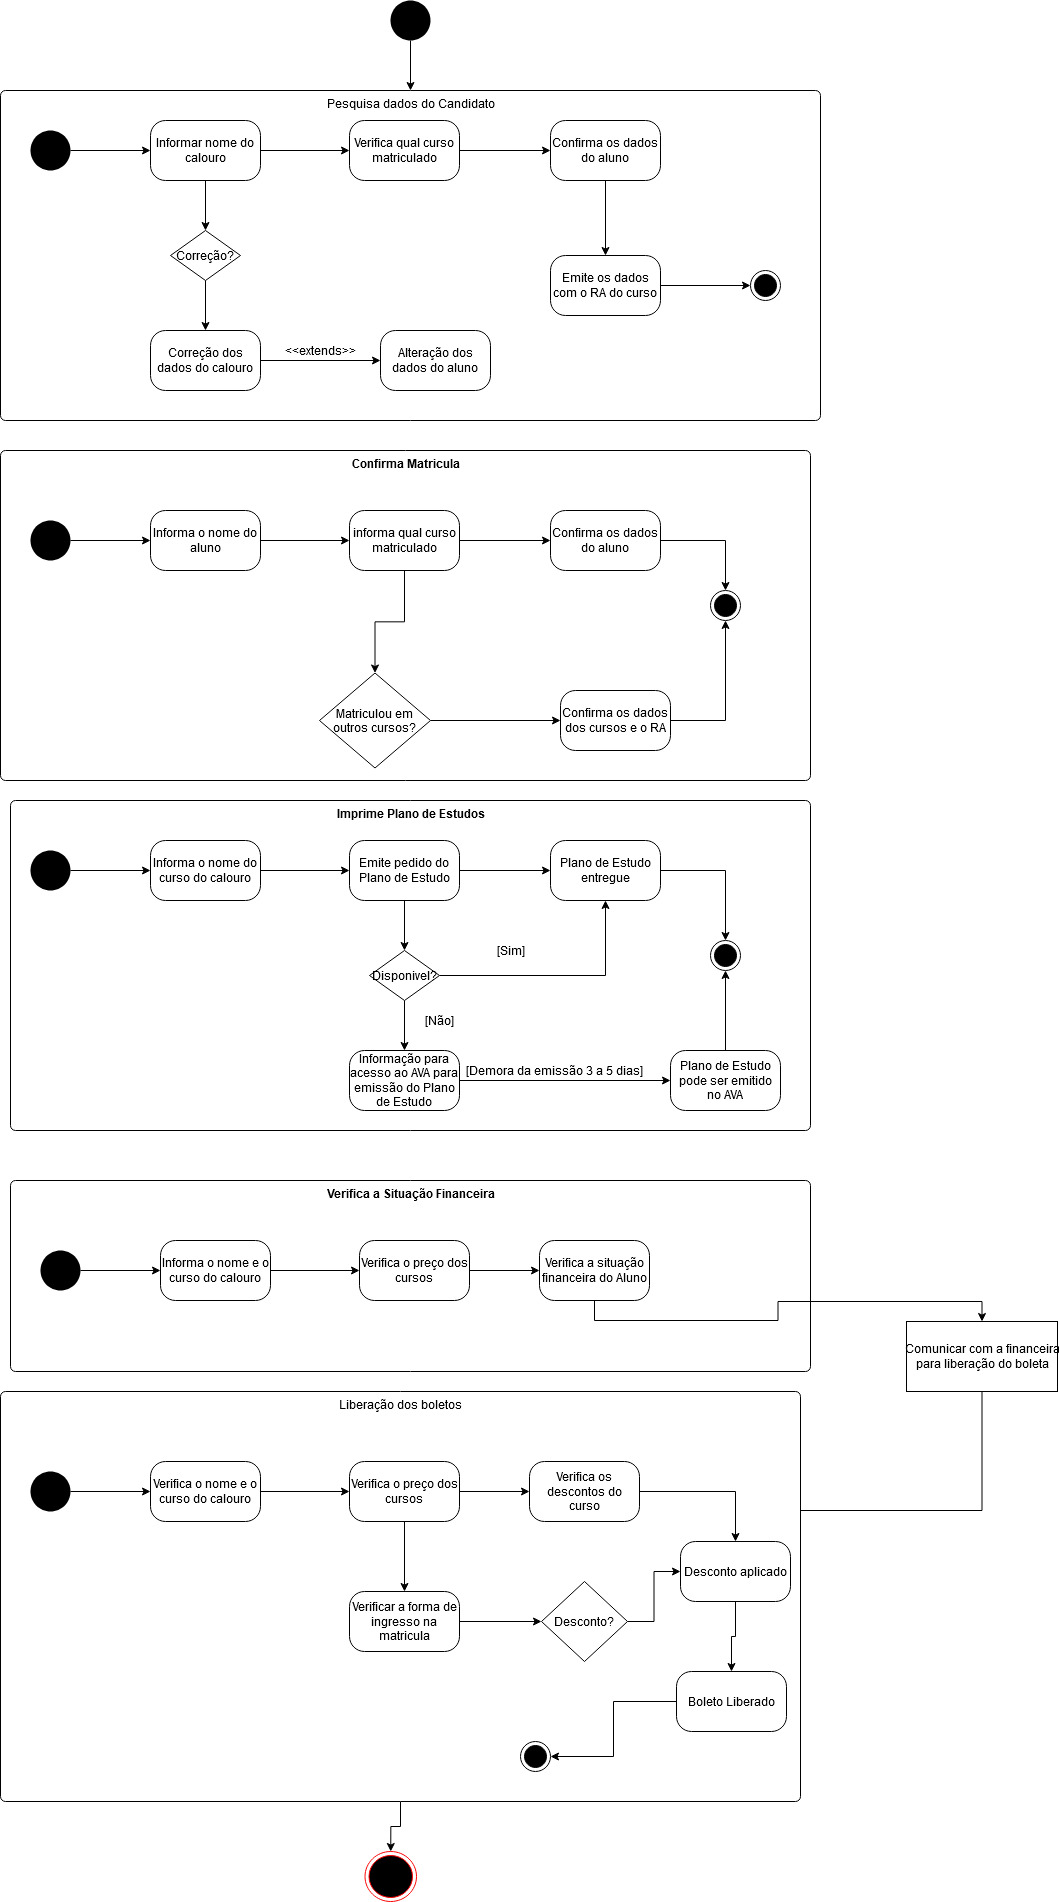 Pesquisa dados do Candidato
Informar nome do
calouro
Verifica qual curso
matriculado
Confirma os dados
do aluno
Correção?
Emite os dados
com o RA do curso
Correção dos
dados do calouro
<<extends>>
Alteração dos
dados do aluno
Confirma Matricula
Informa o nome do
aluno
informa qual curso
matriculado
Confirma os dados
do aluno
Matriculou em
outros cursos?
Confirma os dados
dos cursos e o RA
Imprime Plano de Estudos
Informa o nome do
curso do calouro
Emite pedido do
Plano de Estudo
Plano de Estudo
entregue
[Sim]
Disponivel?
[Não]
Informação para
acesso ao AVA para
emissão do Plano
de Estudo
[Demora da emissão 3 a 5 dias]
Plano de Estudo
pode ser emitido
no AVA
Verifica a Situação Financeira
Informa o nome e o
curso do calouro
Verifica o preço dos
cursos
Verifica a situação
financeira do Aluno
Comunicar com a financeira
para liberação do boleta
Liberação dos boletos
Verifica o nome e o
curso do calouro
Verifica o preço dos
cursos
Verifica os
descontos do
curso
Desconto aplicado
Verificar a forma de
ingresso na
matricula
Desconto?
Boleto Liberado